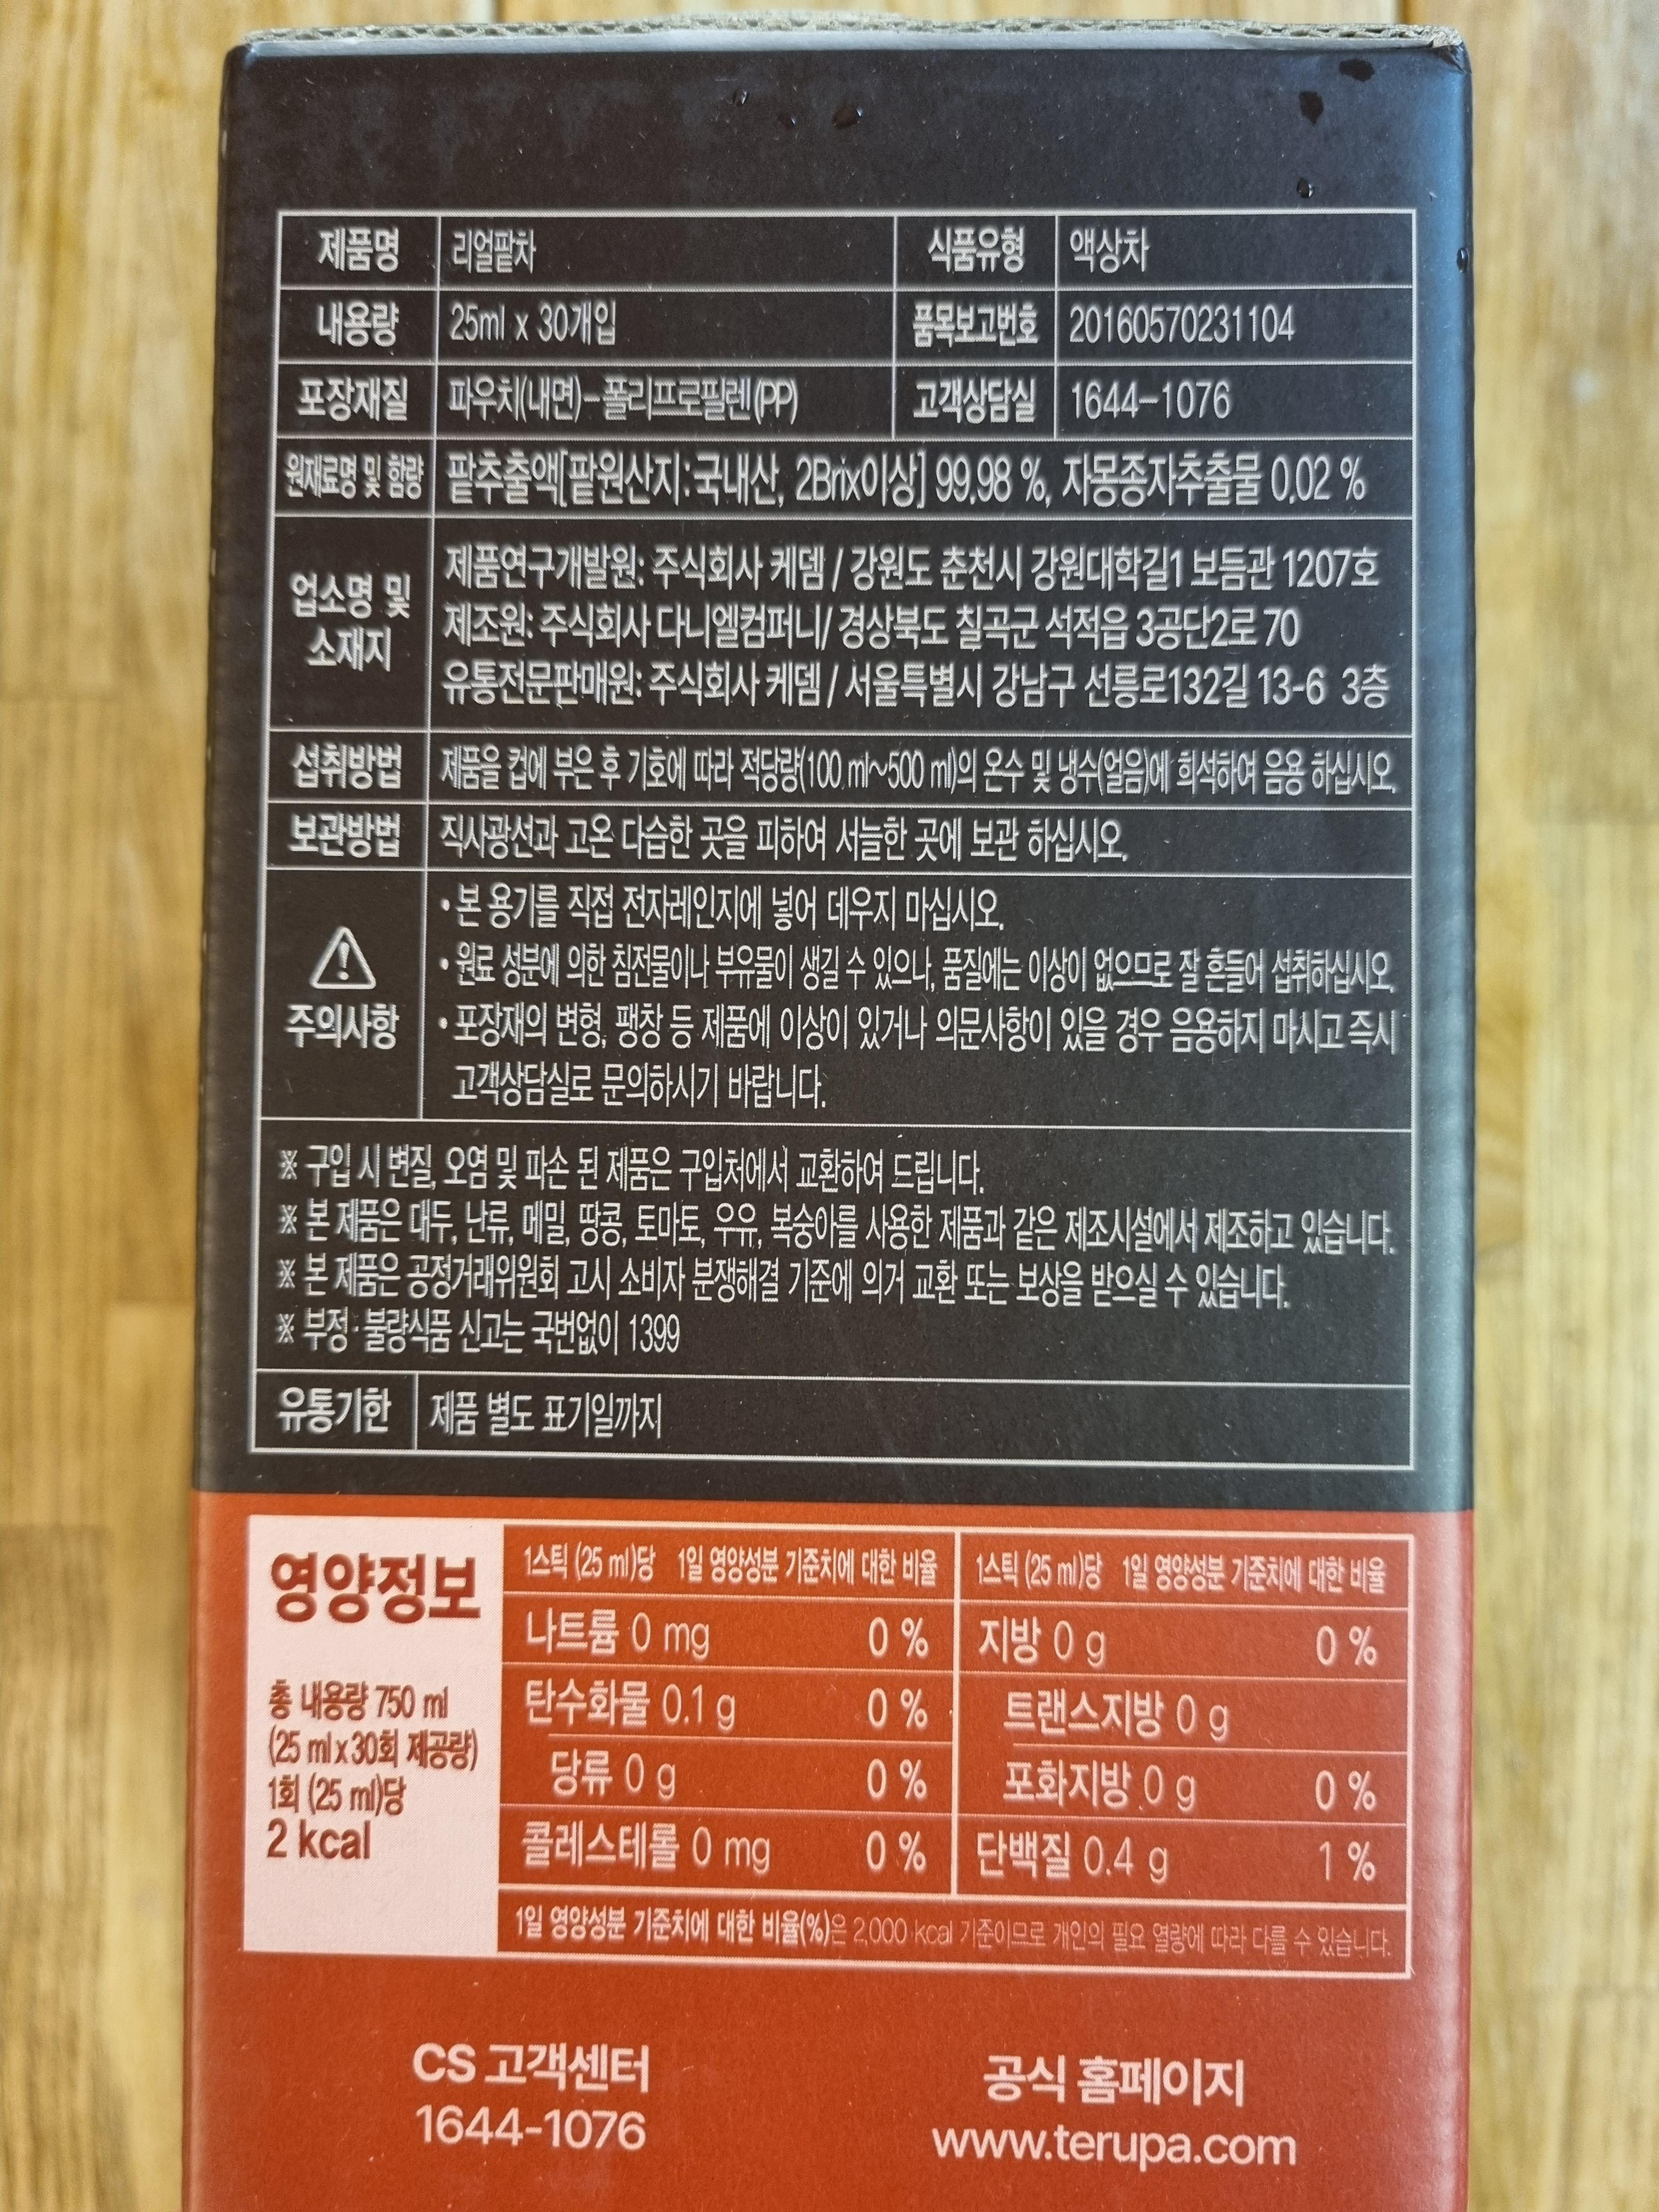 제품명 리얼팥차 식품유형 액상차
내용량 25ml x 30개입 품목보고번호 20160570231104
포장재질 파우치(내면)-폴리프로필렌(PP) 고객상담실 1644-1076
원재료명 및 함량 팥추출액[팥원산지:국내산, 2Brix이상] 99.98 %, 자몽종자추출물 0.02 %
업소명 및 소재지
제품연구개발원: 주식회사 케뎀 / 강원도 춘천시 강원대학길1 보듬관 1207호
제조원: 주식회사 다니엘컴퍼니/ 경상북도 칠곡군 석적읍 3공단2로 70
유통전문판매원: 주식회사 케뎀 / 서울특별시 강남구 선릉로132길 13-6 3층
섭취방법 제품을 컵에 부은 후 기호에 따라 적당량(100 ml~500 ml)의 온수 및 냉수(얼음)에 희석하여 음용 하십시오.
보관방법 직사광선과 고온 다습한 곳을 피하여 서늘한 곳에 보관 하십시오.
주의사항
• 본 용기를 직접 전자레인지에 넣어 데우지 마십시오.
• 원료 성분에 의한 침전물이나 부유물이 생길 수 있으나, 품질에는 이상이 없으므로 잘 흔들어 섭취하십시오.
• 포장재의 변형, 팽창 등 제품에 이상이 있거나 의문사항이 있을 경우 음용하지 마시고 즉시
고객상담실로 문의하시기 바랍니다.
※ 구입 시 변질, 오염 및 파손 된 제품은 구입처에서 교환하여 드립니다.
※ 본 제품은 대두, 난류, 메밀, 땅콩, 토마토, 우유, 복숭아를 사용한 제품과 같은 제조시설에서 제조하고 있습니다.
※ 본 제품은 공정거래위원회 고시 소비자 분쟁해결 기준에 의거 교환 또는 보상을 받으실 수 있습니다.
※ 부정·불량식품 신고는 국번없이 1399
유통기한 제품 별도 표기일까지
영양정보
총 내용량 750 ml
(25 ml x 30회 제공량)
1회 (25 ml)당
2 kcal
1스틱 (25 ml)당 1일 영양성분 기준치에 대한 비율
나트륨 0 mg 0 %
탄수화물 0.1 g 0 %
당류 0 g 0 %
콜레스테롤 0 mg 0 %
1스틱 (25 ml)당 1일 영양성분 기준치에 대한 비율
지방 0 g 0 %
트랜스지방 0 g
포화지방 0 g 0 %
단백질 0.4 g 1 %
1일 영양성분 기준치에 대한 비율(%)은 2,000 kcal 기준이므로 개인의 필요 열량에 따라 다를 수 있습니다.
CS 고객센터
1644-1076
공식 홈페이지
www.terupa.com